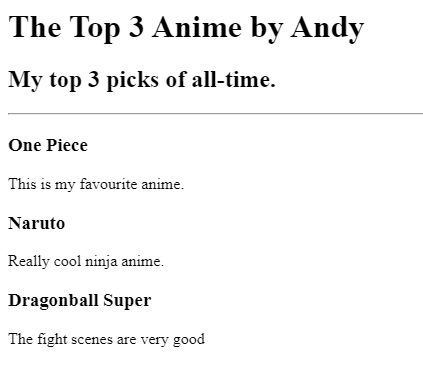 The Top 3 Anime by Andy
My top 3 picks of all-time.
One Piece
This is my favourite anime.
Naruto
Really cool ninja anime.
Dragonball Super
The fight scenes are very good